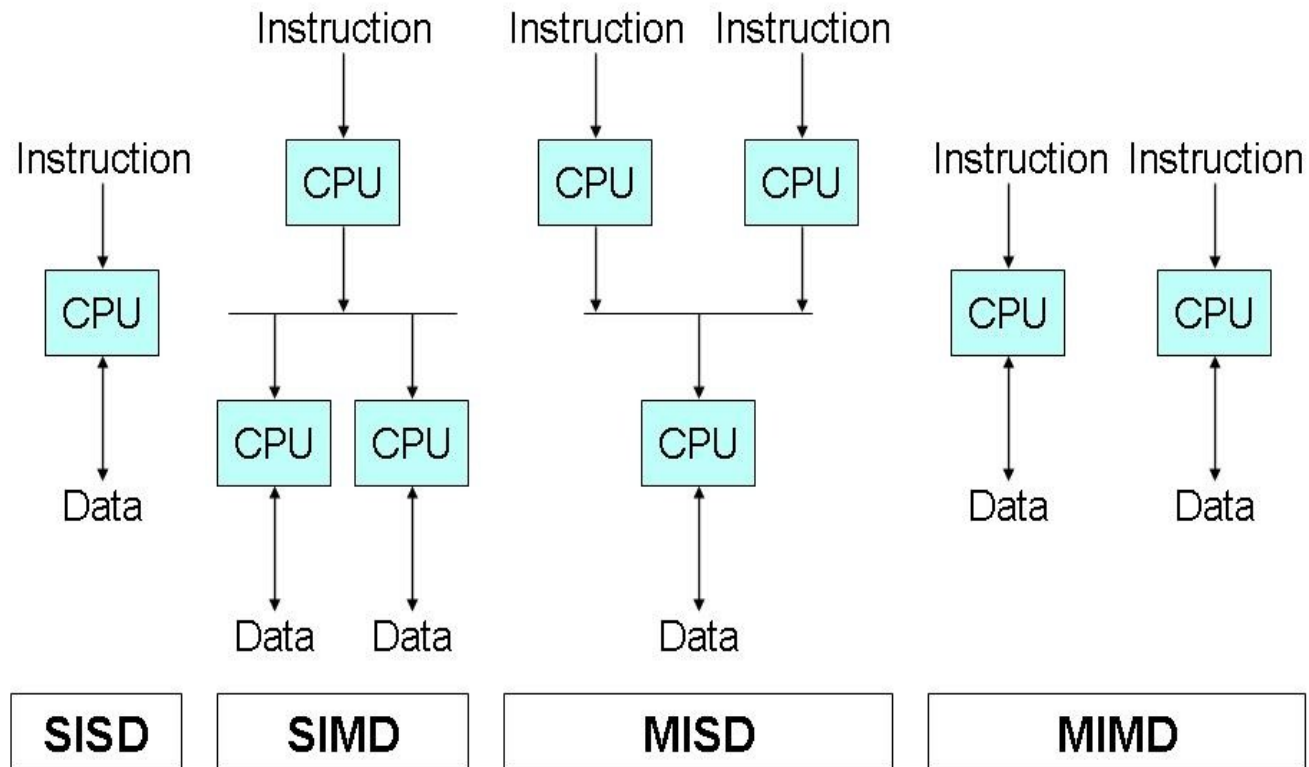 Instruction Instruction Instruction
Instruction
CPU
CPU CPU
Instruction Instruction
CPU
CPU CPU
CPU CPU
CPU
Data
Data Data
Data Data
Data
SISD SIMD MISD MIMD